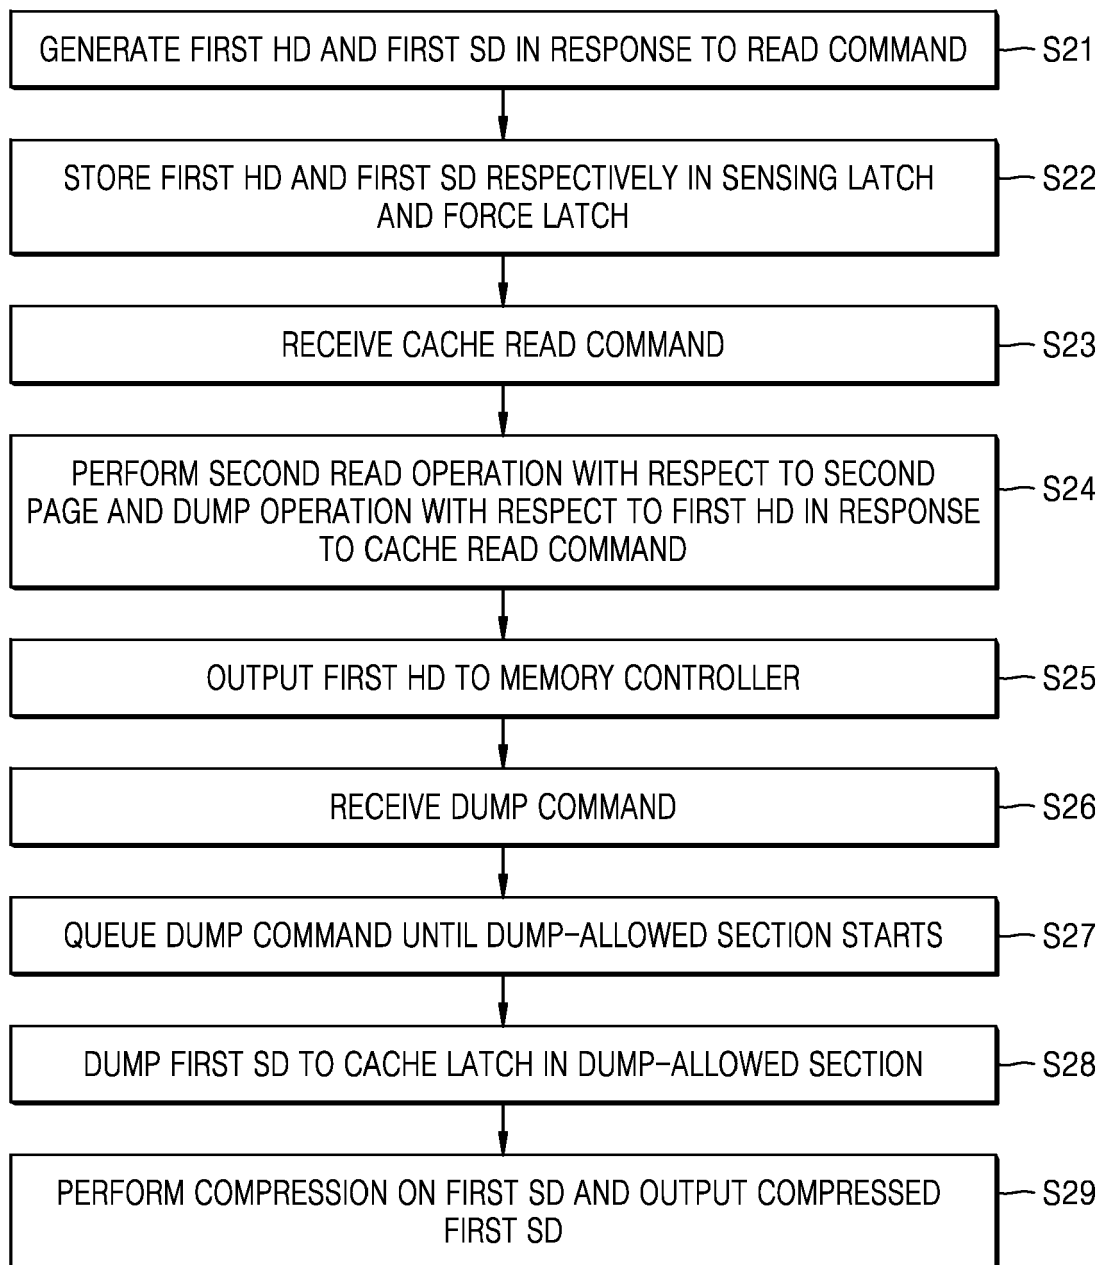 GENERATE FIRST HD AND FIRST SD IN RESPONSE TO READ COMMAND
S21
STORE FIRST HD AND FIRST SD RESPECTIVELY IN SENSING LATCH
AND FORCE LATCH
S22
RECEIVE CACHE READ COMMAND
S23
PERFORM SECOND READ OPERATION WITH RESPECT TO SECOND
PAGE AND DUMP OPERATION WITH RESPECT TO FIRST HD IN RESPONSE
TO CACHE READ COMMAND
S24
OUTPUT FIRST HD TO MEMORY CONTROLLER
S25
RECEIVE DUMP COMMAND
S26
QUEUE DUMP COMMAND UNTIL DUMP-ALLOWED SECTION STARTS
S27
DUMP FIRST SD TO CACHE LATCH IN DUMP-ALLOWED SECTION
S28
PERFORM COMPRESSION ON FIRST SD AND OUTPUT COMPRESSED
FIRST SD
S29